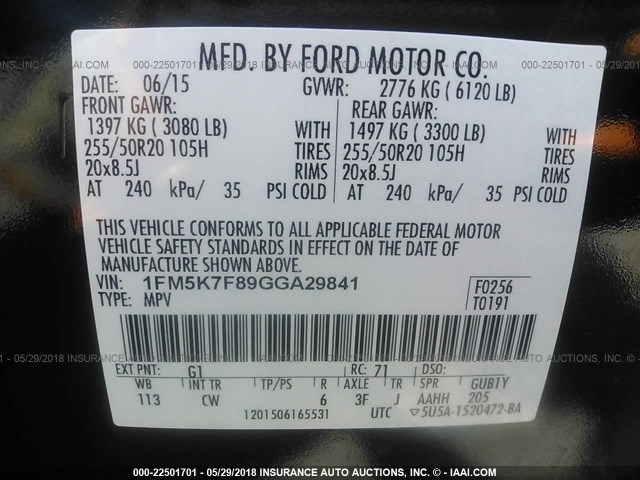 000-22501701 - 05/29/2018 INSURANCE AUTO AUCTIONS, INC. - IAAI.COM
MFD. BY FORD MOTOR CO.
DATE: 06/15 GVWR: 2776 KG ( 6120 LB)
FRONT GAWR: REAR GAWR:
1397 KG ( 3080 LB) WITH 1497 KG ( 3300 LB) WITH
255/50R20 105H TIRES 255/50R20 105H TIRES
20x8.5J RIMS 20x8.5J RIMS
AT 240 kPa/ 35 PSI COLD AT 240 kPa/ 35 PSI COLD
THIS VEHICLE CONFORMS TO ALL APPLICABLE FEDERAL MOTOR
VEHICLE SAFETY STANDARDS IN EFFECT ON THE DATE OF
MANUFACTURE SHOWN ABOVE.
VIN: 1FM5K7F89GGA29841 F0256
TYPE: MPV T0191
EXT PNT: G1 RC: 71 DSO:
WB INT TR TP/PS R AXLE TR SPR GUB1Y
113 CW 6 3F J AAHH 205
1201506165531 UTC ▽5U5A-1520472-BA
000-22501701 - 05/29/2018 INSURANCE AUTO AUCTIONS, INC. - IAAI.COM